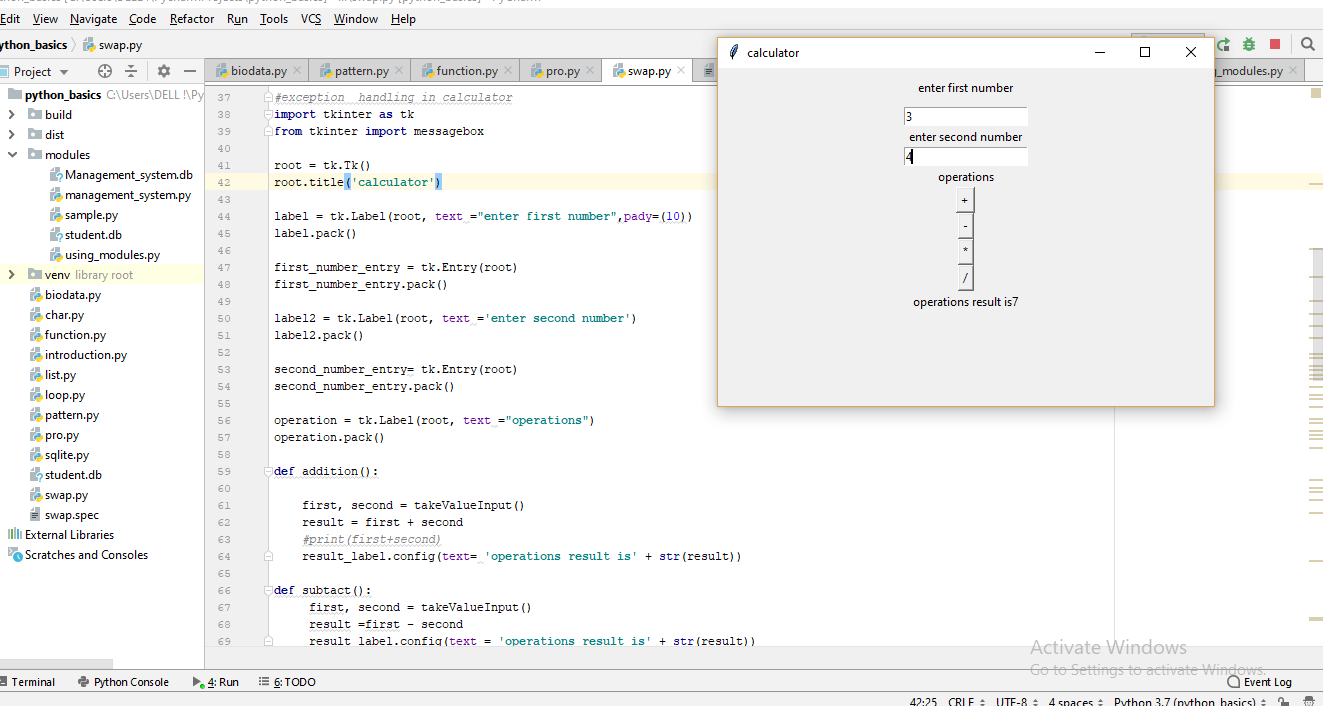 Edit View Navigate Code Refactor Run Tools VCS Window Help
ython_basics swap.py
Project
biodata.py pattern.py function.py pro.py swap.py _modules.py
python_basics C:\Users\DELL !\Py
build
dist
modules
Management_system.db
management_system.py
sample.py
student.db
using_modules.py
venv library root
biodata.py
char.py
function.py
introduction.py
list.py
loop.py
pattern.py
pro.py
sqlite.py
student.db
swap.py
swap.spec
External Libraries
Scratches and Consoles
37 #exception handling in calculator
38 import tkinter as tk
39 from tkinter import messagebox
40
41 root = tk.Tk()
42 root.title('calculator')
43
44 label = tk.Label(root, text ="enter first number",pady=(10))
45 label.pack()
46
47 first_number_entry = tk.Entry(root)
48 first_number_entry.pack()
49
50 label2 = tk.Label(root, text ='enter second number')
51 label2.pack()
52
53 second_number_entry= tk.Entry(root)
54 second_number_entry.pack()
55
56 operation = tk.Label(root, text ="operations")
57 operation.pack()
58
59 def addition():
60
61 first, second = takeValueInput()
62 result = first + second
63 #print(first+second)
64 result_label.config(text= 'operations result is' + str(result))
65
66 def subtact():
67 first, second = takeValueInput()
68 result =first - second
69 result_label.config(text = 'operations result is' + str(result))
calculator
enter first number
3
enter second number
4
operations
+
-
*
/
operations result is7
Activate Windows
Go to Settings to activate Windows.
Terminal Python Console 4: Run 6: TODO Event Log
42:25 CRLF UTF-8 4 spaces Python 3.7 (python_basics)